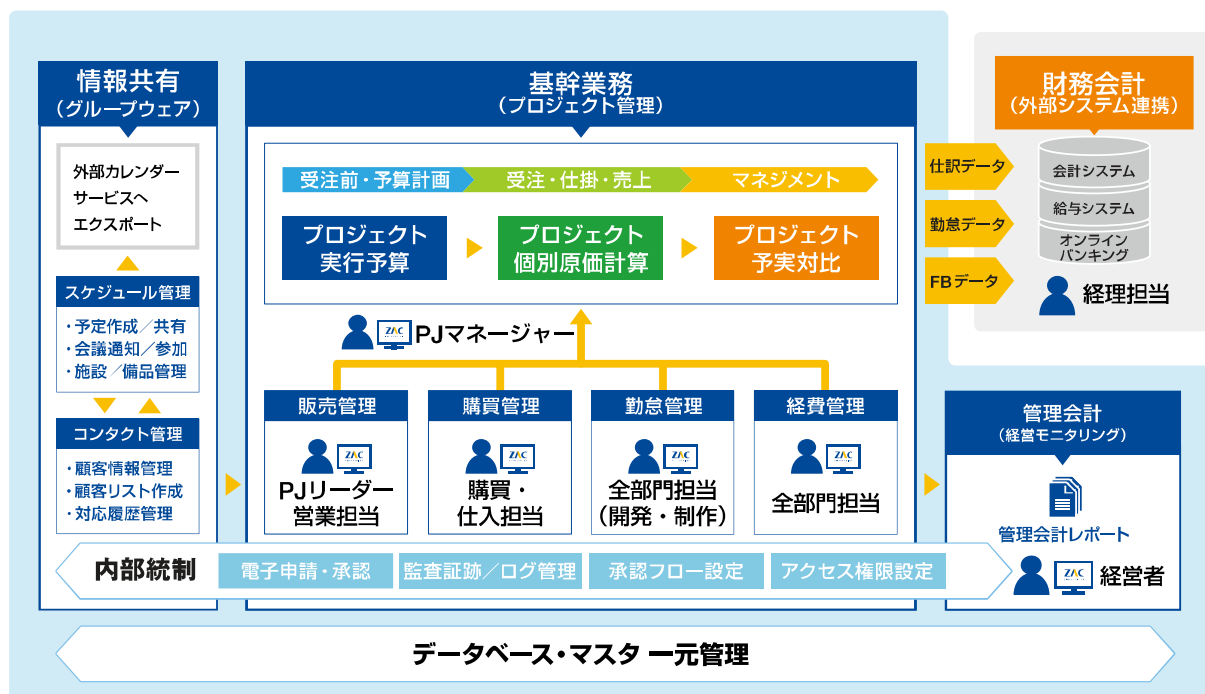 情報共有
（グループウェア）
外部カレンダー
サービスへ
エクスポート
スケジュール管理
・予定作成／共有
・会議通知／参加
・施設／備品管理
コンタクト管理
・顧客情報管理
・顧客リスト作成
・対応履歴管理
基幹業務
（プロジェクト管理）
受注前・予算計画
受注・仕掛・売上
マネジメント
プロジェクト
実行予算
プロジェクト
個別原価計算
プロジェクト
予実対比
ZAC
PJマネージャー
販売管理
ZAC
PJリーダー
営業担当
購買管理
ZAC
購買・
仕入担当
勤怠管理
ZAC
全部門担当
（開発・制作）
経費管理
ZAC
全部門担当
仕訳データ
勤怠データ
FBデータ
財務会計
（外部システム連携）
会計システム
給与システム
オンライン
バンキング
経理担当
管理会計
（経営モニタリング）
管理会計レポート
ZAC
経営者
内部統制
電子申請・承認
監査証跡／ログ管理
承認フロー設定
アクセス権限設定
データベース・マスタ 一元管理